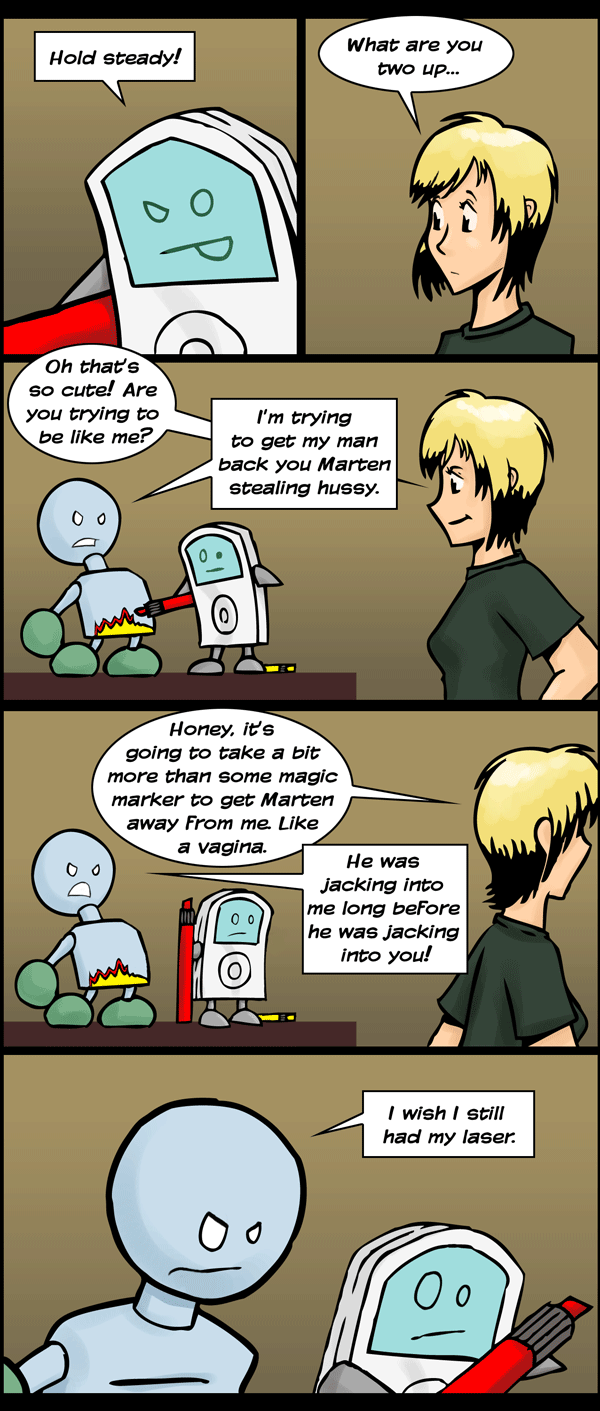 Hold steady!
What are you
two up...
Oh that's
so cute! Are
you trying to
be like me?
I'm trying
to get my man
back you Marten
stealing hussy.
Honey, it's
going to take a bit
more than some magic
marker to get Marten
away from me. Like
a vagina.
He was
jacking into
me long before
he was jacking
into you!
I wish I still
had my laser.